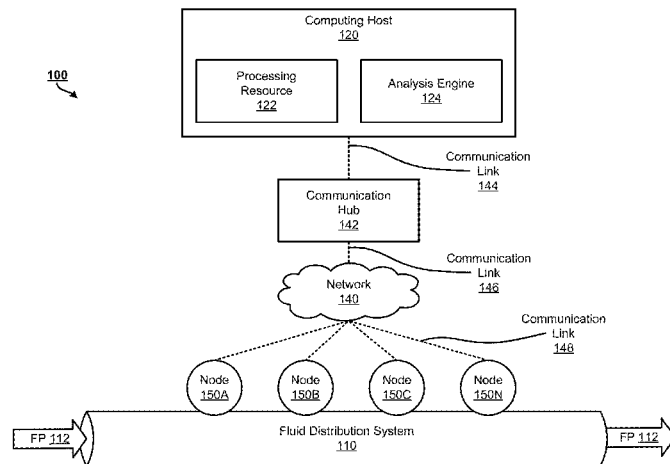 Computing Host
120
100
Processing
Resource
122
Analysis Engine
124
Communication
Link
144
Communication
Hub
142
Communication
Link
146
Network
140
Communication
Link
148
Node
150A
Node
150B
Node
150C
Node
150N
FP 112
Fluid Distribution System
110
FP 112